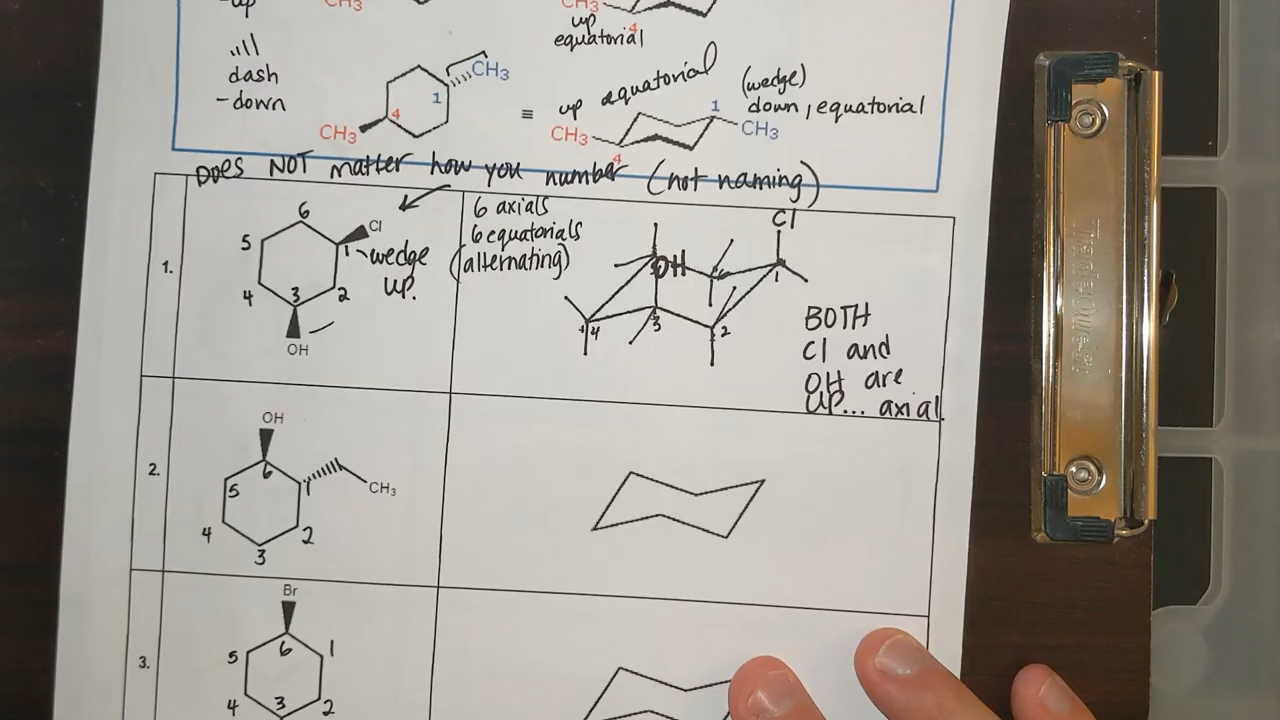 -up
CH3
CH3
4
up
equatorial
dash
-down
CH3
1
4
CH3
≡
up equatorial
(wedge)
down, equatorial
1
CH3
CH3
4
DOES NOT matter how you number (not naming)
1.
6
5
Cl
1
wedge
up.
4
3
2
OH
6 axials
6 equatorials
(alternating)
Cl
OH
1
4
3
2
BOTH
Cl and
OH are
UP... axial.
2.
OH
6
5
1
CH3
4
2
3
3.
Br
5
6
1
4
3
2